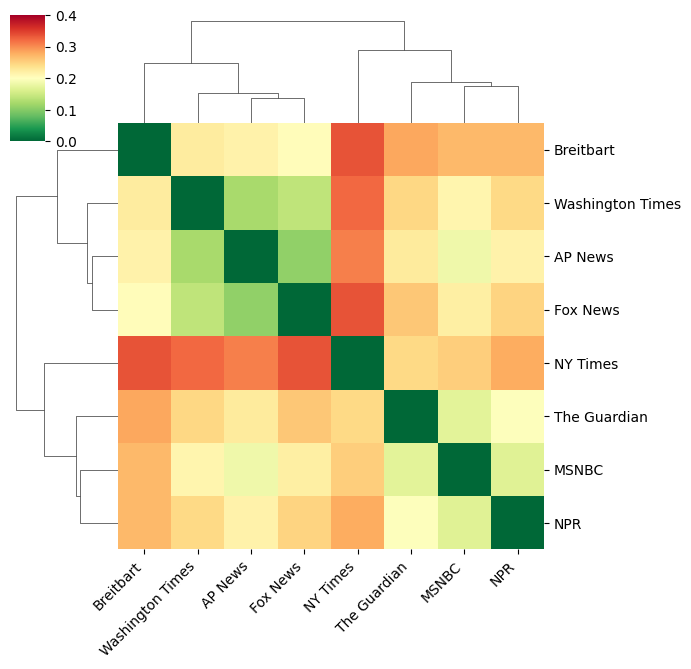 0.4
0.3
0.2
0.1
0.0
Breitbart
Washington Times
AP News
Fox News
NY Times
The Guardian
MSNBC
NPR
Breitbart
Washington Times
AP News
Fox News
NY Times
The Guardian
MSNBC
NPR